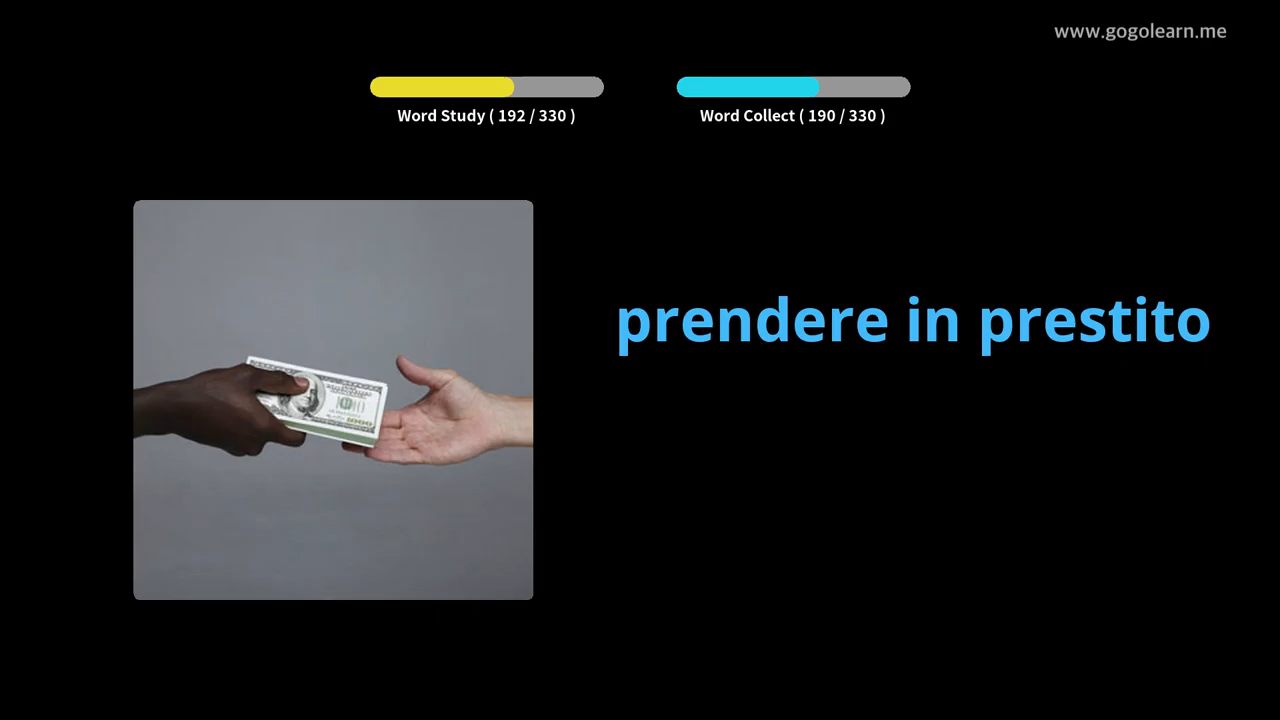 www.gogolearn.me
Word Study ( 192 / 330 )
Word Collect ( 190 / 330 )
prendere in prestito